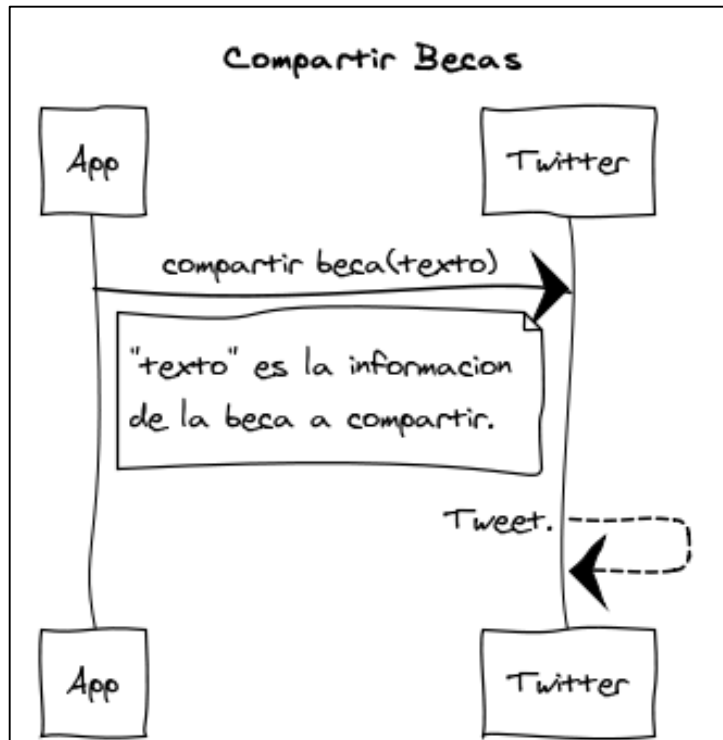 Compartir Becas
App
Twitter
compartir beca(texto)
"texto" es la informacion
de la beca a compartir.
Tweet.
App
Twitter